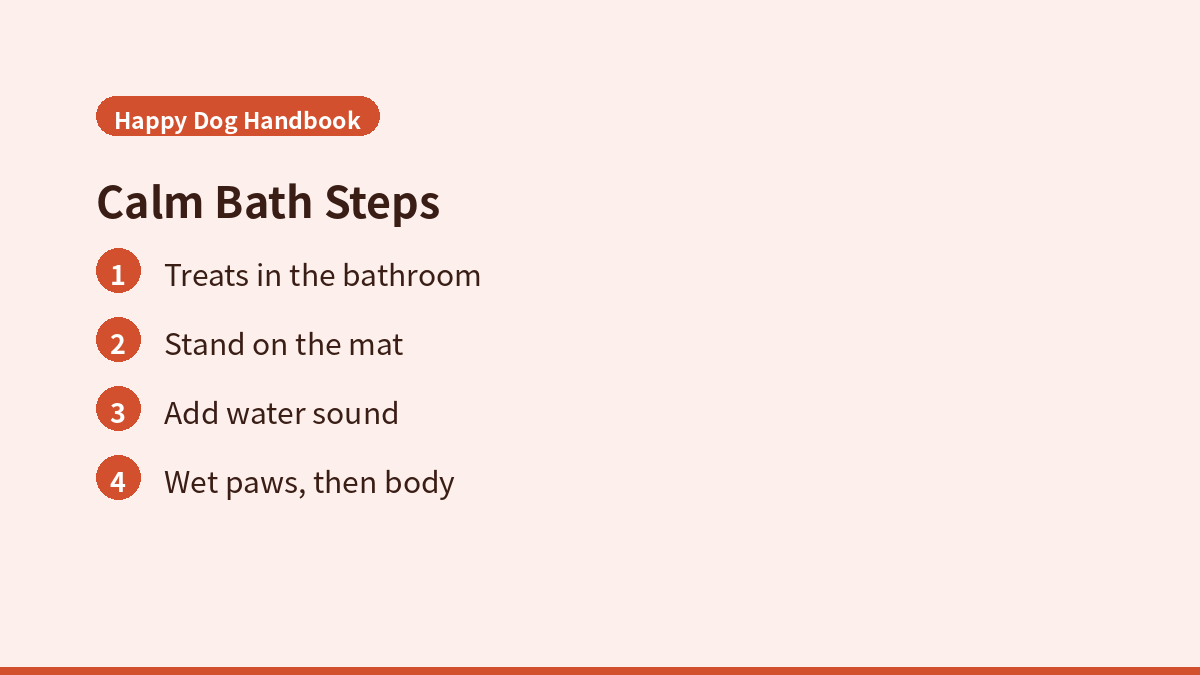 Happy Dog Handbook
Calm Bath Steps
1 Treats in the bathroom
2 Stand on the mat
3 Add water sound
4 Wet paws, then body